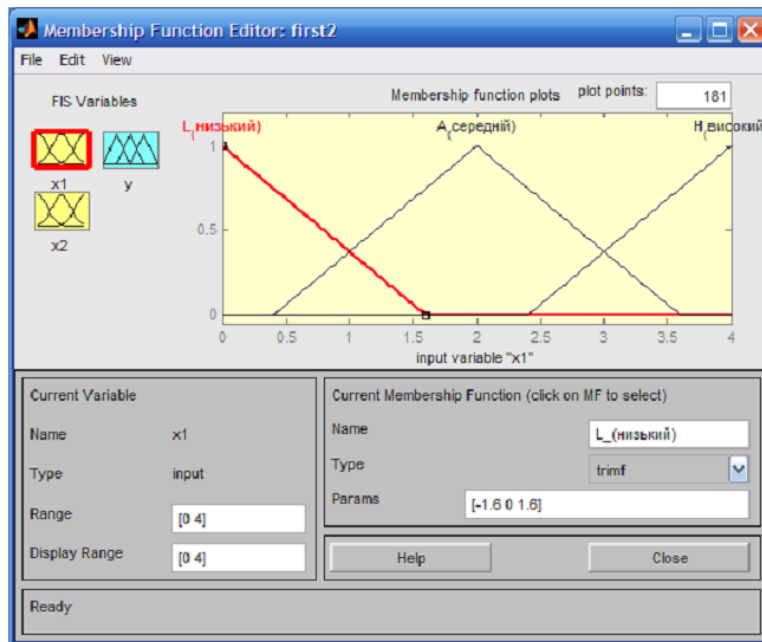 Membership Function Editor: first2
File Edit View
FIS Variables
Membership function plots plot points: 181
L_(низький) A_(середній) H_(високий
x1 y
x2
1
0.5
0
0 0.5 1 1.5 2 2.5 3 3.5 4
input variable "x1"
Current Variable
Name x1
Type input
Range [0 4]
Display Range [0 4]
Current Membership Function (click on MF to select)
Name L_(низький)
Type trimf
Params [-1.6 0 1.6]
Help Close
Ready